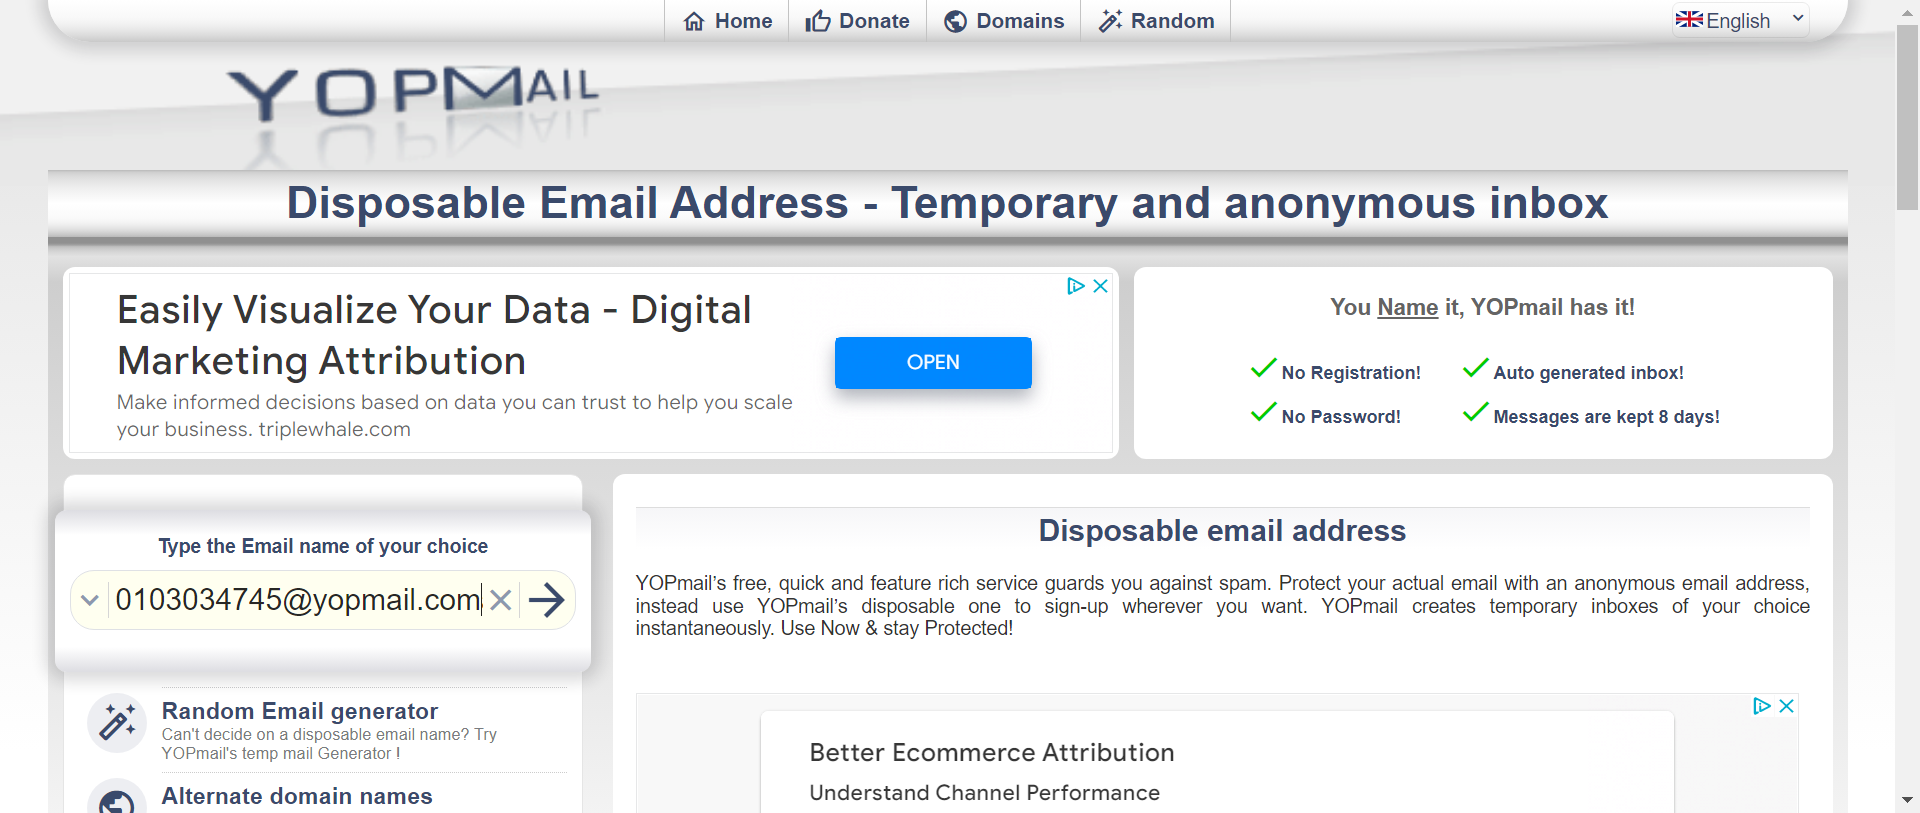 Home
Donate
Domains
Random
English
YOPMAIL
Disposable Email Address - Temporary and anonymous inbox
Easily Visualize Your Data - Digital
Marketing Attribution
Make informed decisions based on data you can trust to help you scale
your business. triplewhale.com
OPEN
You Name it, YOPmail has it!
No Registration!
Auto generated inbox!
No Password!
Messages are kept 8 days!
Type the Email name of your choice
0103034745@yopmail.com
Random Email generator
Can't decide on a disposable email name? Try
YOPmail's temp mail Generator !
Alternate domain names
Disposable email address
YOPmail’s free, quick and feature rich service guards you against spam. Protect your actual email with an anonymous email address,
instead use YOPmail’s disposable one to sign-up wherever you want. YOPmail creates temporary inboxes of your choice
instantaneously. Use Now & stay Protected!
Better Ecommerce Attribution
Understand Channel Performance